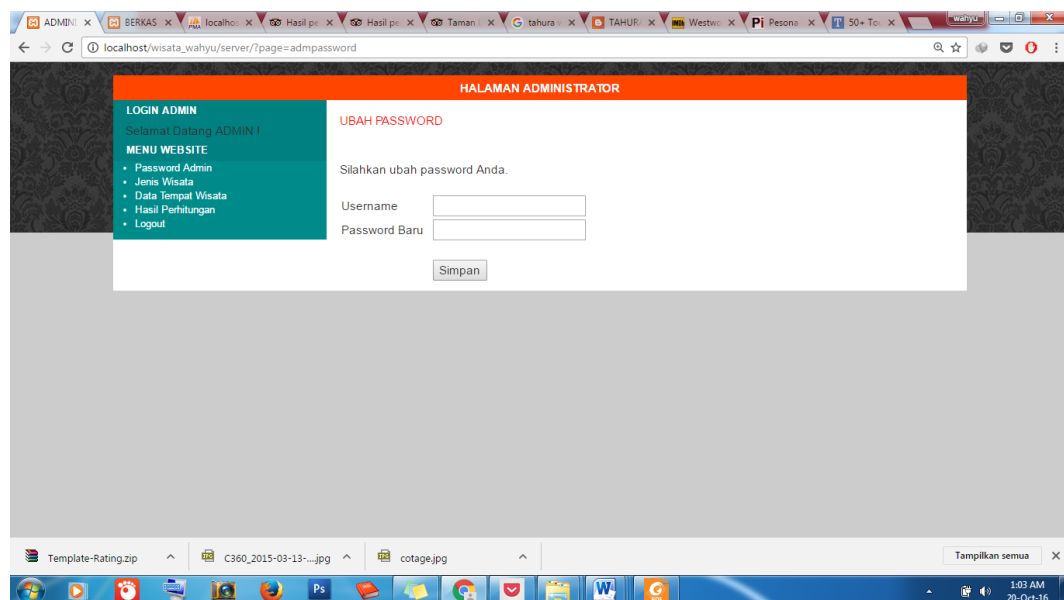 ADMINI
BERKAS
localhos
Hasil pe
Hasil pe
Taman
tahura
TAHUR
Westwo
Pesona
50+ To
wahyu
localhost/wisata_wahyu/server/?page=admpassword
HALAMAN ADMINISTRATOR
LOGIN ADMIN
Selamat Datang ADMIN !
MENU WEBSITE
Password Admin
Jenis Wisata
Data Tempat Wisata
Hasil Perhitungan
Logout
UBAH PASSWORD
Silahkan ubah password Anda.
Username
Password Baru
Simpan
Template-Rating.zip
C360_2015-03-13-....jpg
cotage.jpg
Tampilkan semua
Ps
1:03 AM
20-Oct-16